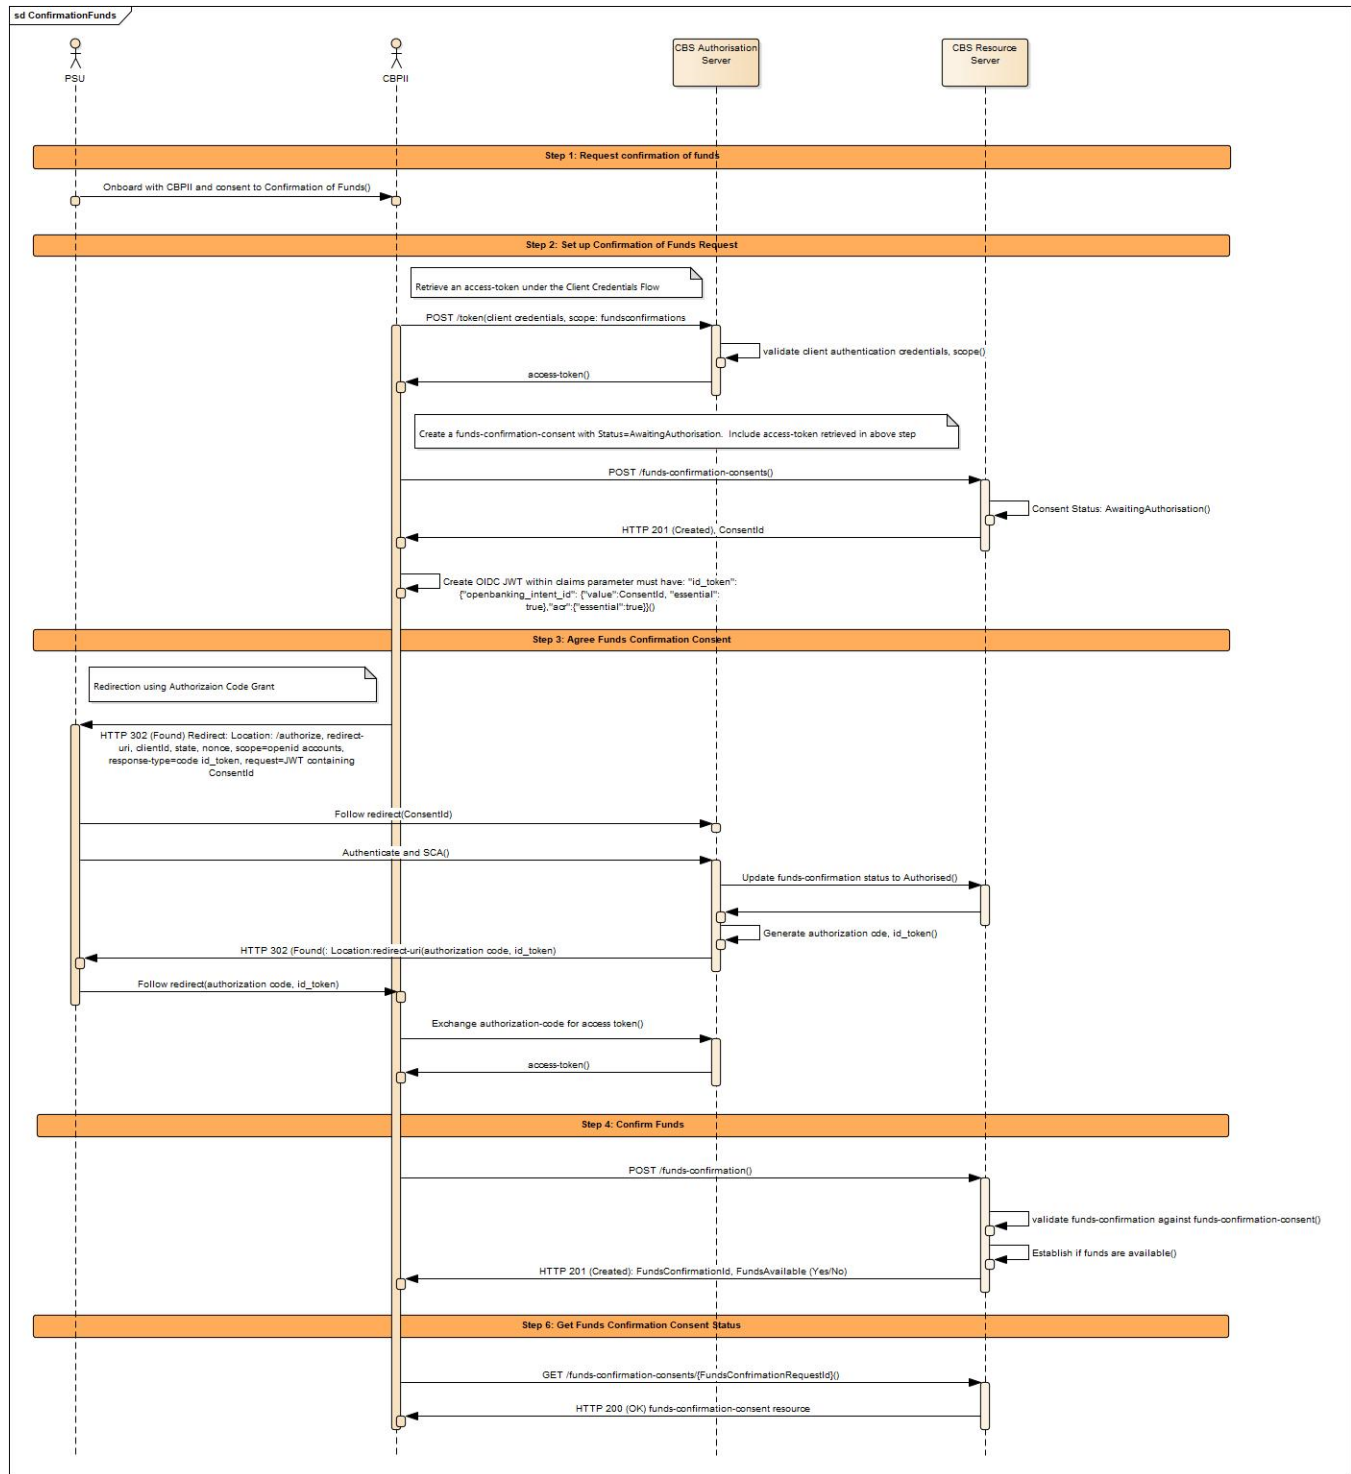 sd ConfirmationFunds
PSU
CBPII
CBS Authorisation
Server
CBS Resource
Server
Step 1: Request confirmation of funds
Onboard with CBPII and consent to Confirmation of Funds()
Step 2: Set up Confirmation of Funds Request
Retrieve an access-token under the Client Credentials Flow
POST /token(client credentials, scope: fundsconfirmations
validate client authentication credentials, scope()
access-token()
Create a funds-confirmation-consent with Status=AwaitingAuthorisation.  Include access-token retrieved in above step
POST /funds-confirmation-consents()
Consent Status: AwaitingAuthorisation()
HTTP 201 (Created), ConsentId
Create OIDC JWT within claims parameter must have: "id_token":
{"openbanking_intent_id": {"value":ConsentId, "essential":
true},"acr":{"essential":true}}()
Step 3: Agree Funds Confirmation Consent
Redirection using Authorizaion Code Grant
HTTP 302 (Found) Redirect: Location: /authorize, redirect-
uri, clientId, state, nonce, scope=openid accounts,
response-type=code id_token, request=JWT containing
ConsentId
Follow redirect(ConsentId)
Authenticate and SCA()
Update funds-confirmation status to Authorised()
Generate authorization cde, id_token()
HTTP 302 (Found(: Location:redirect-uri(authorization code, id_token)
Follow redirect(authorization code, id_token)
Exchange authorization-code for access token()
access-token()
Step 4: Confirm Funds
POST /funds-confirmation()
validate funds-confirmation against funds-confirmation-consent()
Establish if funds are available()
HTTP 201 (Created): FundsConfirmationId, FundsAvailable (Yes/No)
Step 6: Get Funds Confirmation Consent Status
GET /funds-confirmation-consents/{FundsConfrimationRequestId}()
HTTP 200 (OK) funds-confirmation-consent resource